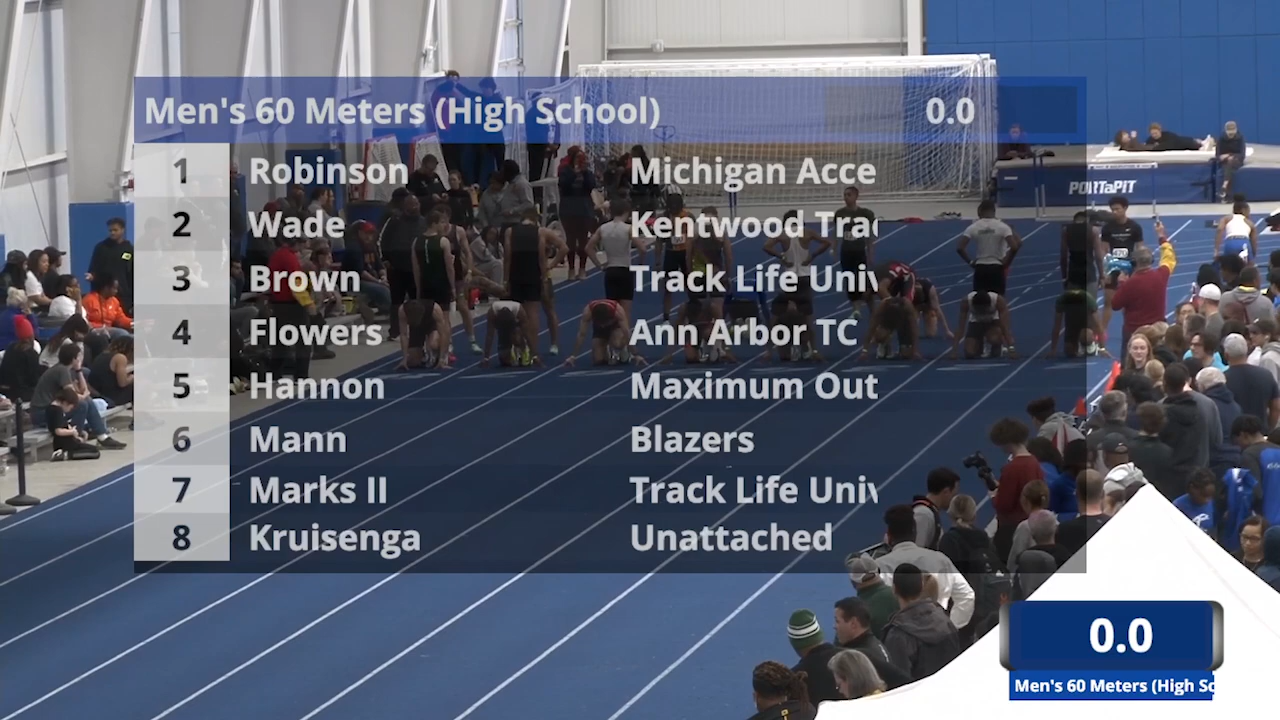 Men's 60 Meters (High School) 0.0
1 Robinson Michigan Acce
2 Wade Kentwood Trac
3 Brown Track Life Univ
4 Flowers Ann Arbor TC
5 Hannon Maximum Out
6 Mann Blazers
7 Marks II Track Life Univ
8 Kruisenga Unattached
PORTaPIT
0.0
Men's 60 Meters (High Sc